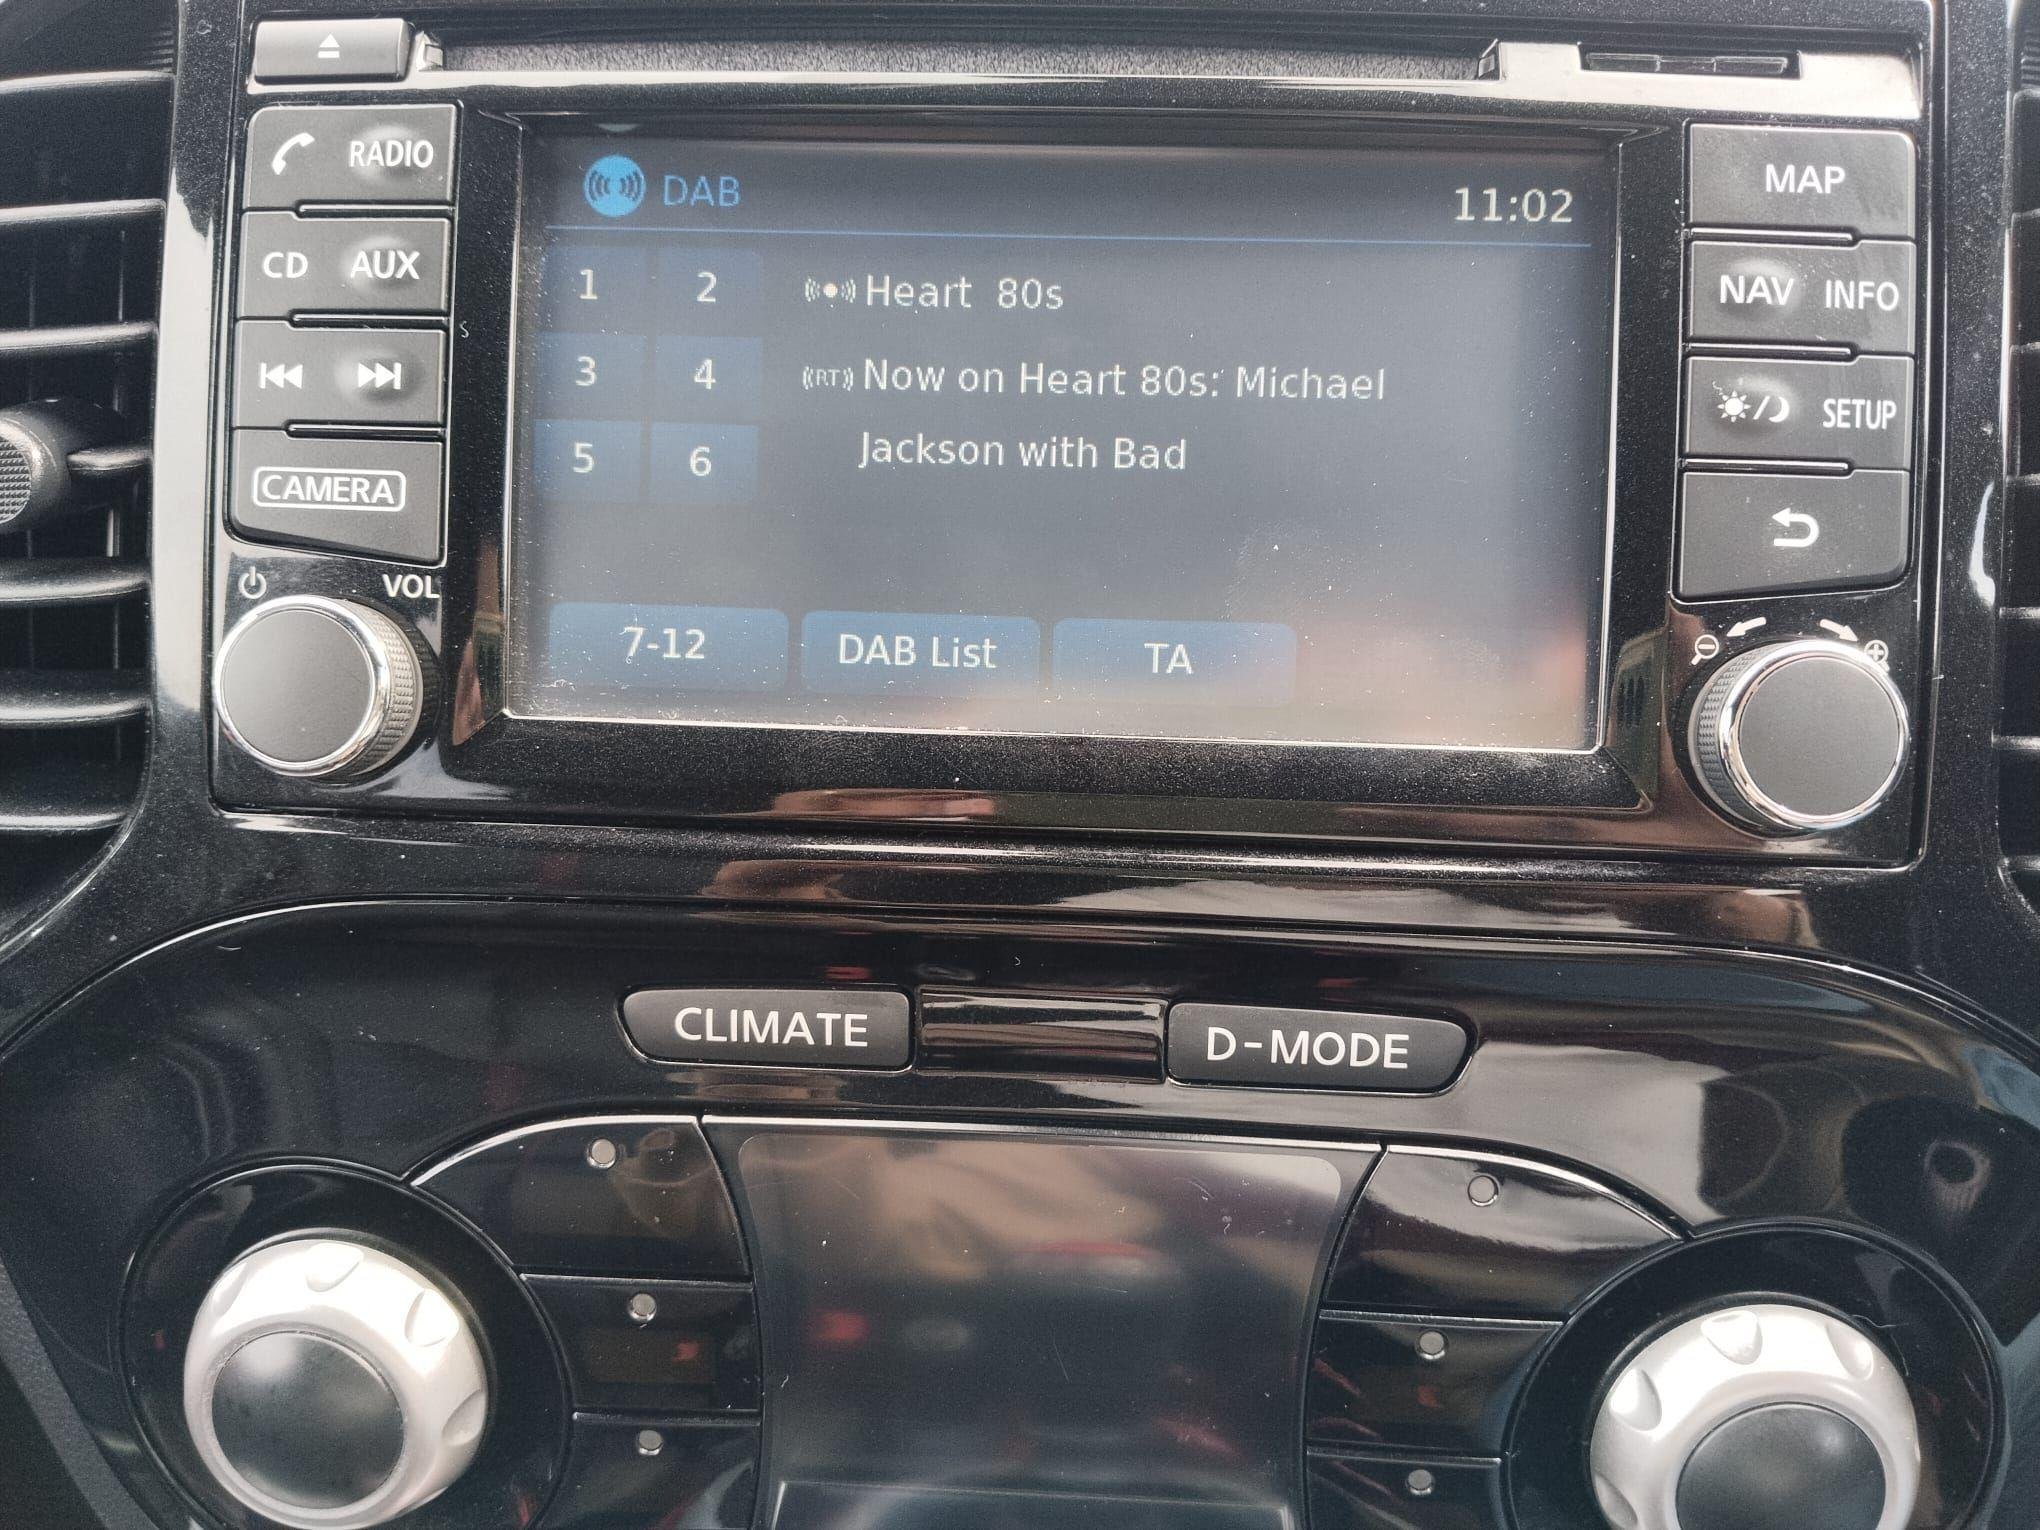 RADIO
CD AUX
CAMERA
VOL
DAB 11:02
1 2 Heart 80s
3 4 RT Now on Heart 80s: Michael
5 6 Jackson with Bad
7-12 DAB List TA
MAP
NAV INFO
SETUP
CLIMATE D-MODE